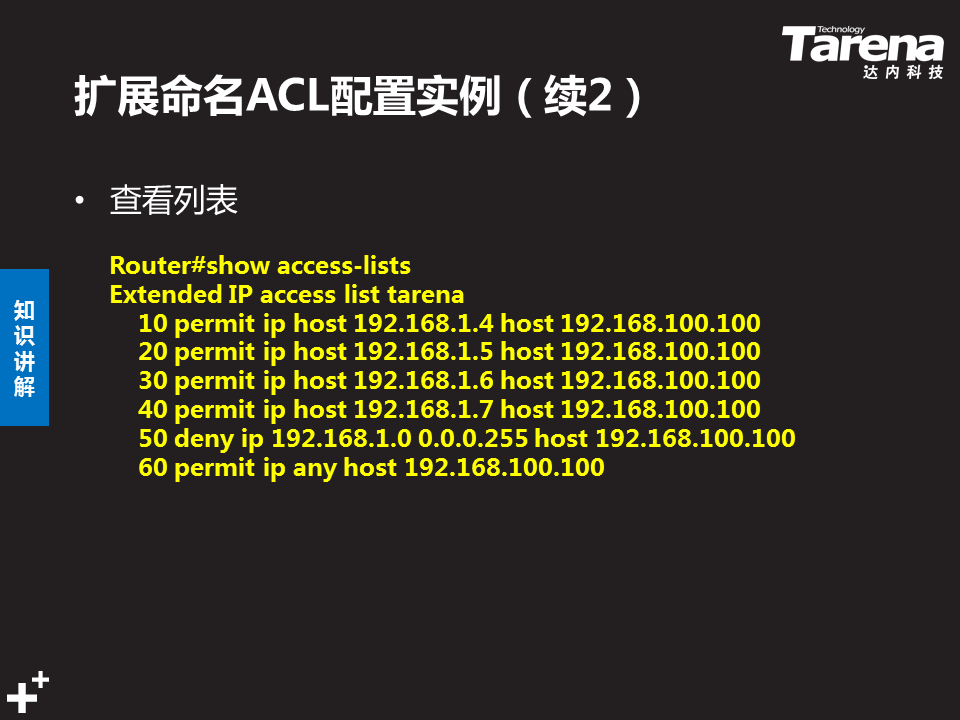 Technology
Tarena
达内科技
扩展命名ACL配置实例（续2）
• 查看列表
Router#show access-lists
Extended IP access list tarena
10 permit ip host 192.168.1.4 host 192.168.100.100
20 permit ip host 192.168.1.5 host 192.168.100.100
30 permit ip host 192.168.1.6 host 192.168.100.100
40 permit ip host 192.168.1.7 host 192.168.100.100
50 deny ip 192.168.1.0 0.0.0.255 host 192.168.100.100
60 permit ip any host 192.168.100.100
知识讲解